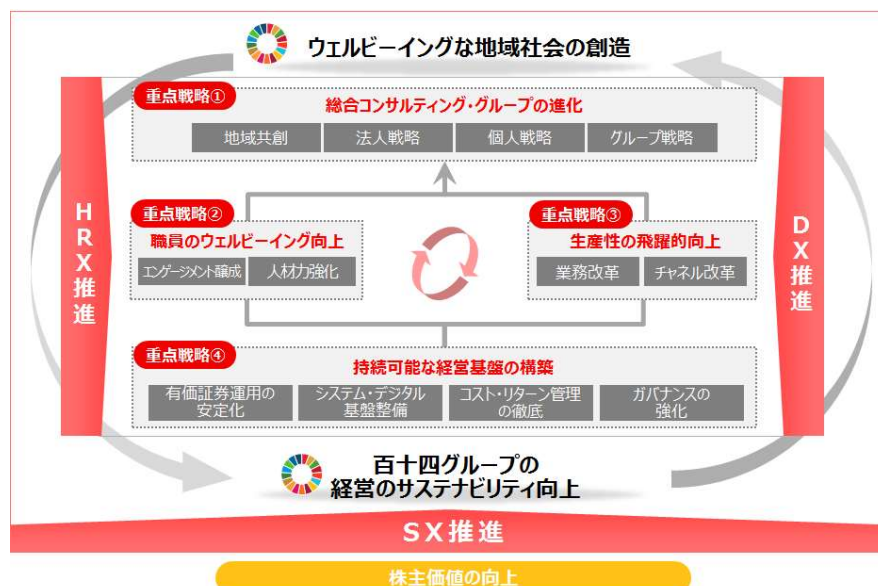 ウェルビーイングな地域社会の創造
重点戦略①
総合コンサルティング・グループの進化
地域共創
法人戦略
個人戦略
グループ戦略
HRX推進
重点戦略②
職員のウェルビーイング向上
エンゲージメント醸成
人材力強化
重点戦略③
生産性の飛躍的向上
業務改革
チャネル改革
DX推進
重点戦略④
持続可能な経営基盤の構築
有価証券運用の
安定化
システム・デジタル
基盤整備
コスト・リターン管理
の徹底
ガバナンスの
強化
百十四グループの
経営のサステナビリティ向上
SX推進
株主価値の向上